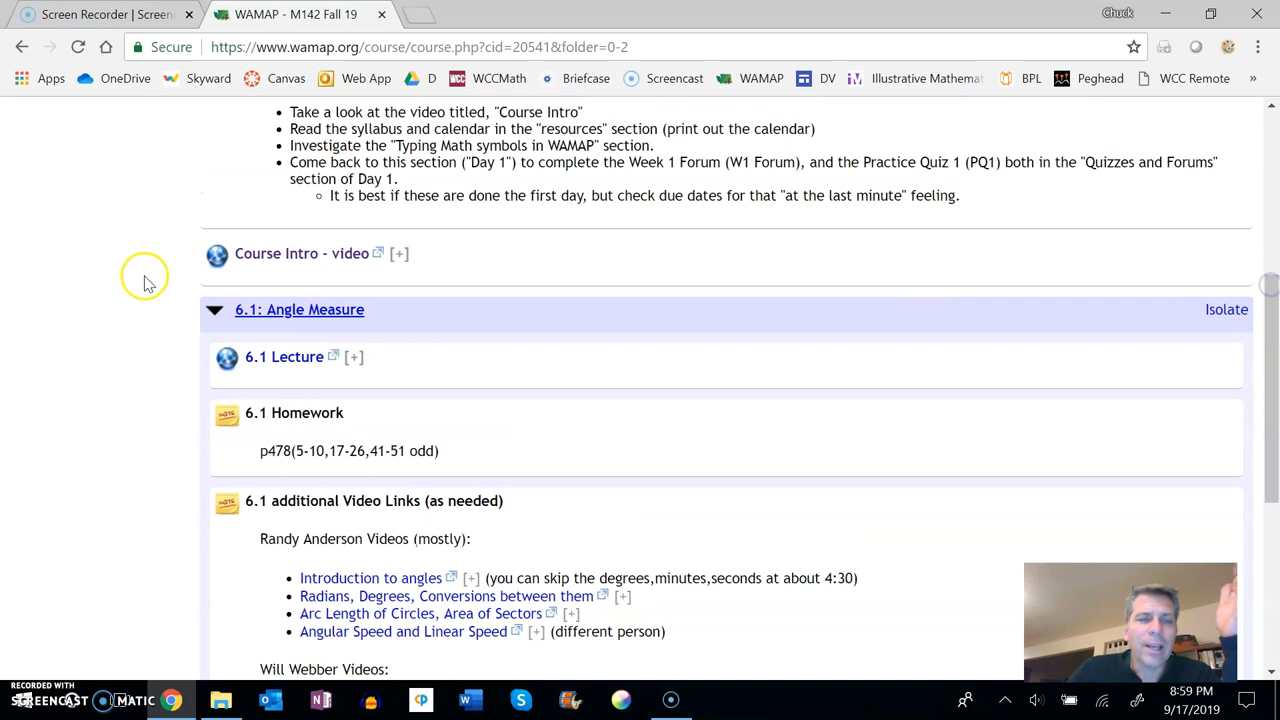 Screen Recorder | Screen
WAMAP - M142 Fall 19
Chuck
Secure https://www.wamap.org/course/course.php?cid=20541&folder=0-2
Apps OneDrive Skyward Canvas Web App D WCCMath Briefcase Screencast WAMAP DV Illustrative Mathema BPL Peghead WCC Remote »
• Take a look at the video titled, "Course Intro"
• Read the syllabus and calendar in the "resources" section (print out the calendar)
• Investigate the "Typing Math symbols in WAMAP" section.
• Come back to this section ("Day 1") to complete the Week 1 Forum (W1 Forum), and the Practice Quiz 1 (PQ1) both in the "Quizzes and Forums"
section of Day 1.
◦ It is best if these are done the first day, but check due dates for that "at the last minute" feeling.
Course Intro - video [+]
6.1: Angle Measure Isolate
6.1 Lecture [+]
NOTE 6.1 Homework
p478(5-10,17-26,41-51 odd)
NOTE 6.1 additional Video Links (as needed)
Randy Anderson Videos (mostly):
• Introduction to angles [+] (you can skip the degrees,minutes,seconds at about 4:30)
• Radians, Degrees, Conversions between them [+]
• Arc Length of Circles, Area of Sectors [+]
• Angular Speed and Linear Speed [+] (different person)
Will Webber Videos:
RECORDED WITH
SCREENCAST MATIC
8:59 PM
9/17/2019